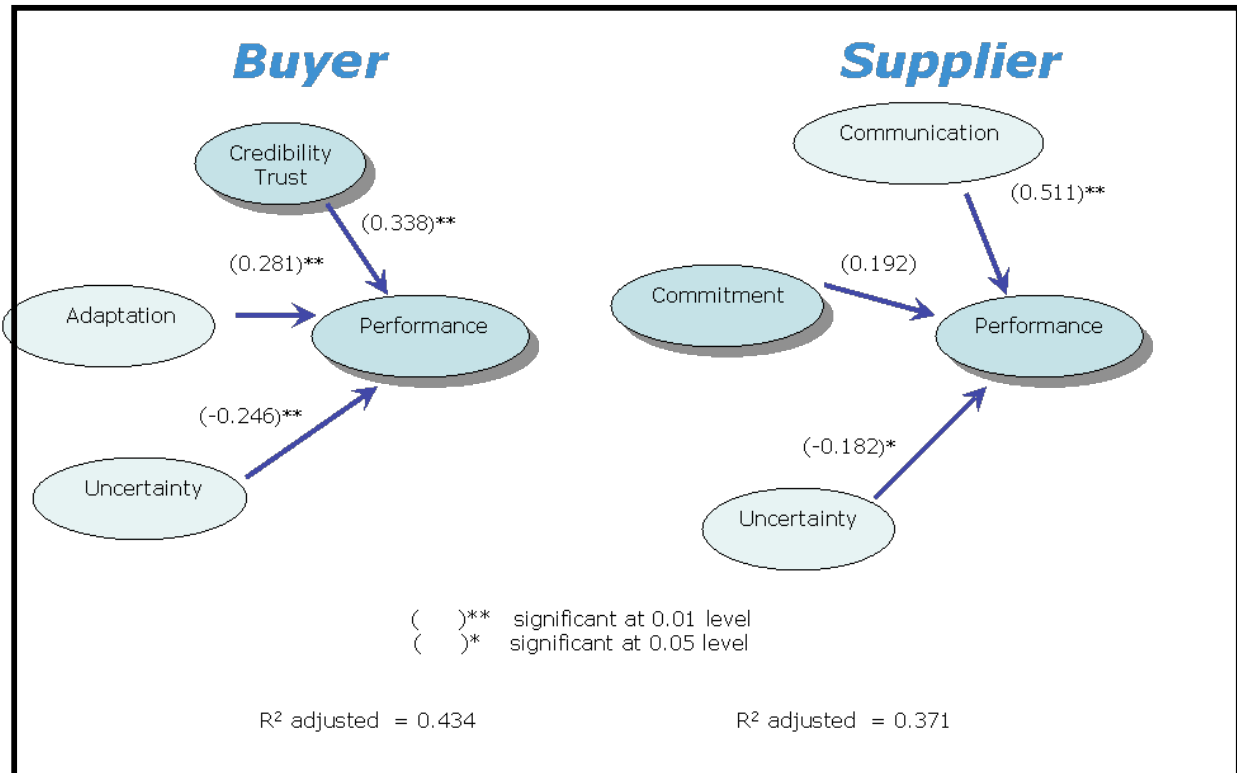 Buyer
Supplier
Credibility
Trust
(0.338)**
(0.281)**
Adaptation
Performance
(-0.246)**
Uncertainty
Communication
(0.511)**
(0.192)
Commitment
Performance
(-0.182)*
Uncertainty
( )** significant at 0.01 level
( )* significant at 0.05 level
R² adjusted = 0.434
R² adjusted = 0.371